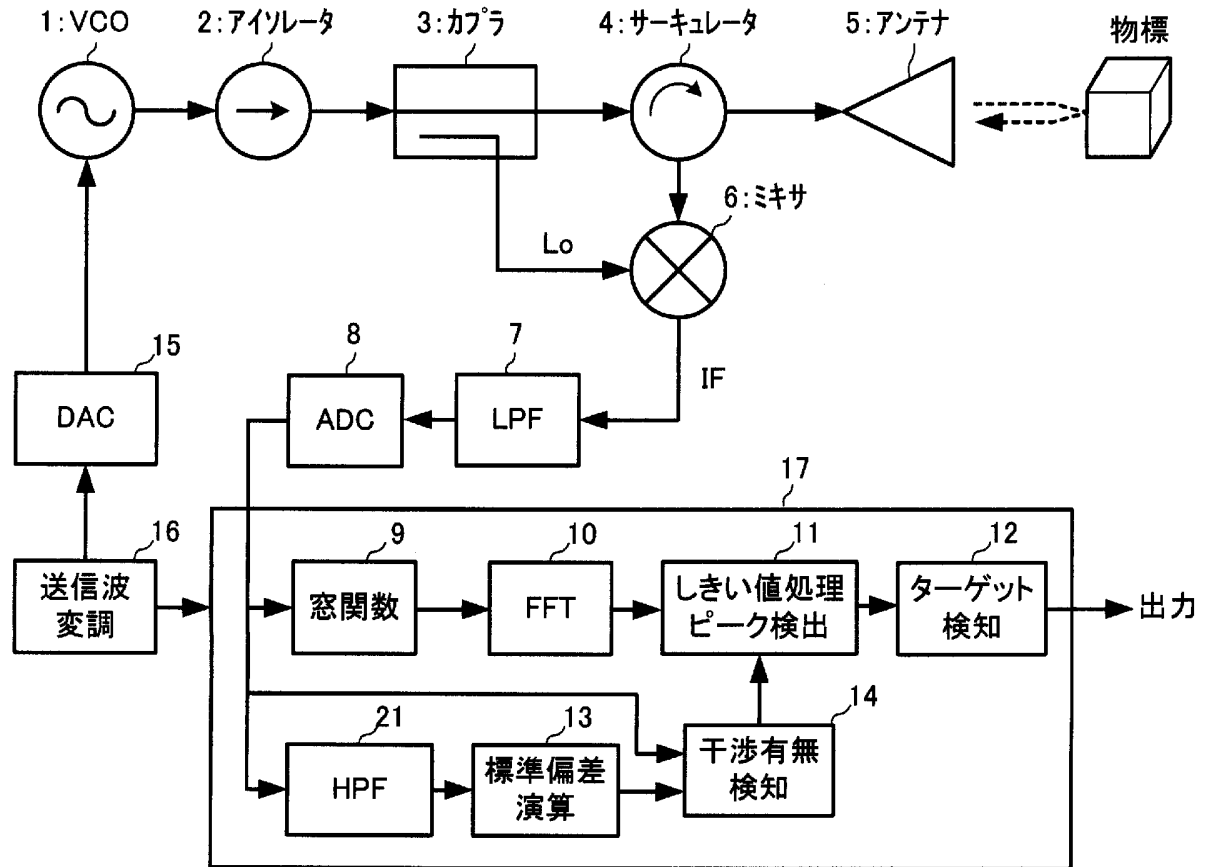 1:VCO
2:アイソレータ
3:カプラ
4:サーキュレータ
5:アンテナ
物標
6:ミキサ
Lo
IF
15
DAC
8
ADC
7
LPF
17
16
送信波
変調
9
窓関数
10
FFT
11
しきい値処理
ピーク検出
12
ターゲット
検知
出力
21
HPF
13
標準偏差
演算
14
干渉有無
検知